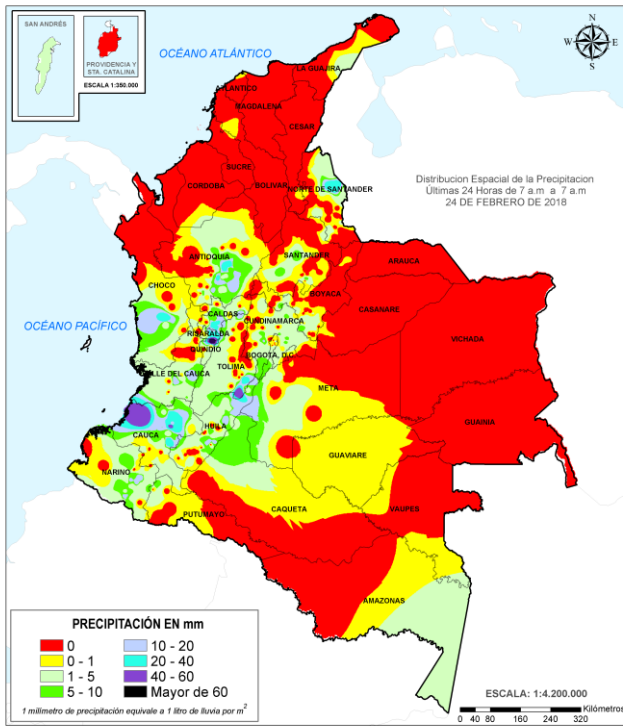 SAN ANDRÉS
PROVIDENCIA Y
STA. CATALINA
ESCALA 1:350.000
OCÉANO ATLÁNTICO
N
W E
S
LA GUAJIRA
ATLANTICO
MAGDALENA
CESAR
SUCRE
CORDOBA
BOLIVAR
NORTE DE SANTANDER
Distribucion Espacial de la Precipitacion
Últimas 24 Horas de 7 a.m a 7 a.m
24 DE FEBRERO DE 2018
ANTIOQUIA
SANTANDER
ARAUCA
CHOCO
BOYACA
CASANARE
OCÉANO PACÍFICO
CALDAS
CUNDINAMARCA
RISARALDA
VICHADA
QUINDIO
BOGOTA, D.C.
TOLIMA
VALLE DEL CAUCA
META
GUAINIA
HUILA
CAUCA
GUAVIARE
NARIÑO
PUTUMAYO
CAQUETA
VAUPES
AMAZONAS
PRECIPITACIÓN EN mm
0 10 - 20
0 - 1 20 - 40
1 - 5 40 - 60
5 - 10 Mayor de 60
1 milimetro de precipitación equivale a 1 litro de lluvia por m2
ESCALA: 1:4.200.000
Kilómetros
0 40 80 160 240 320